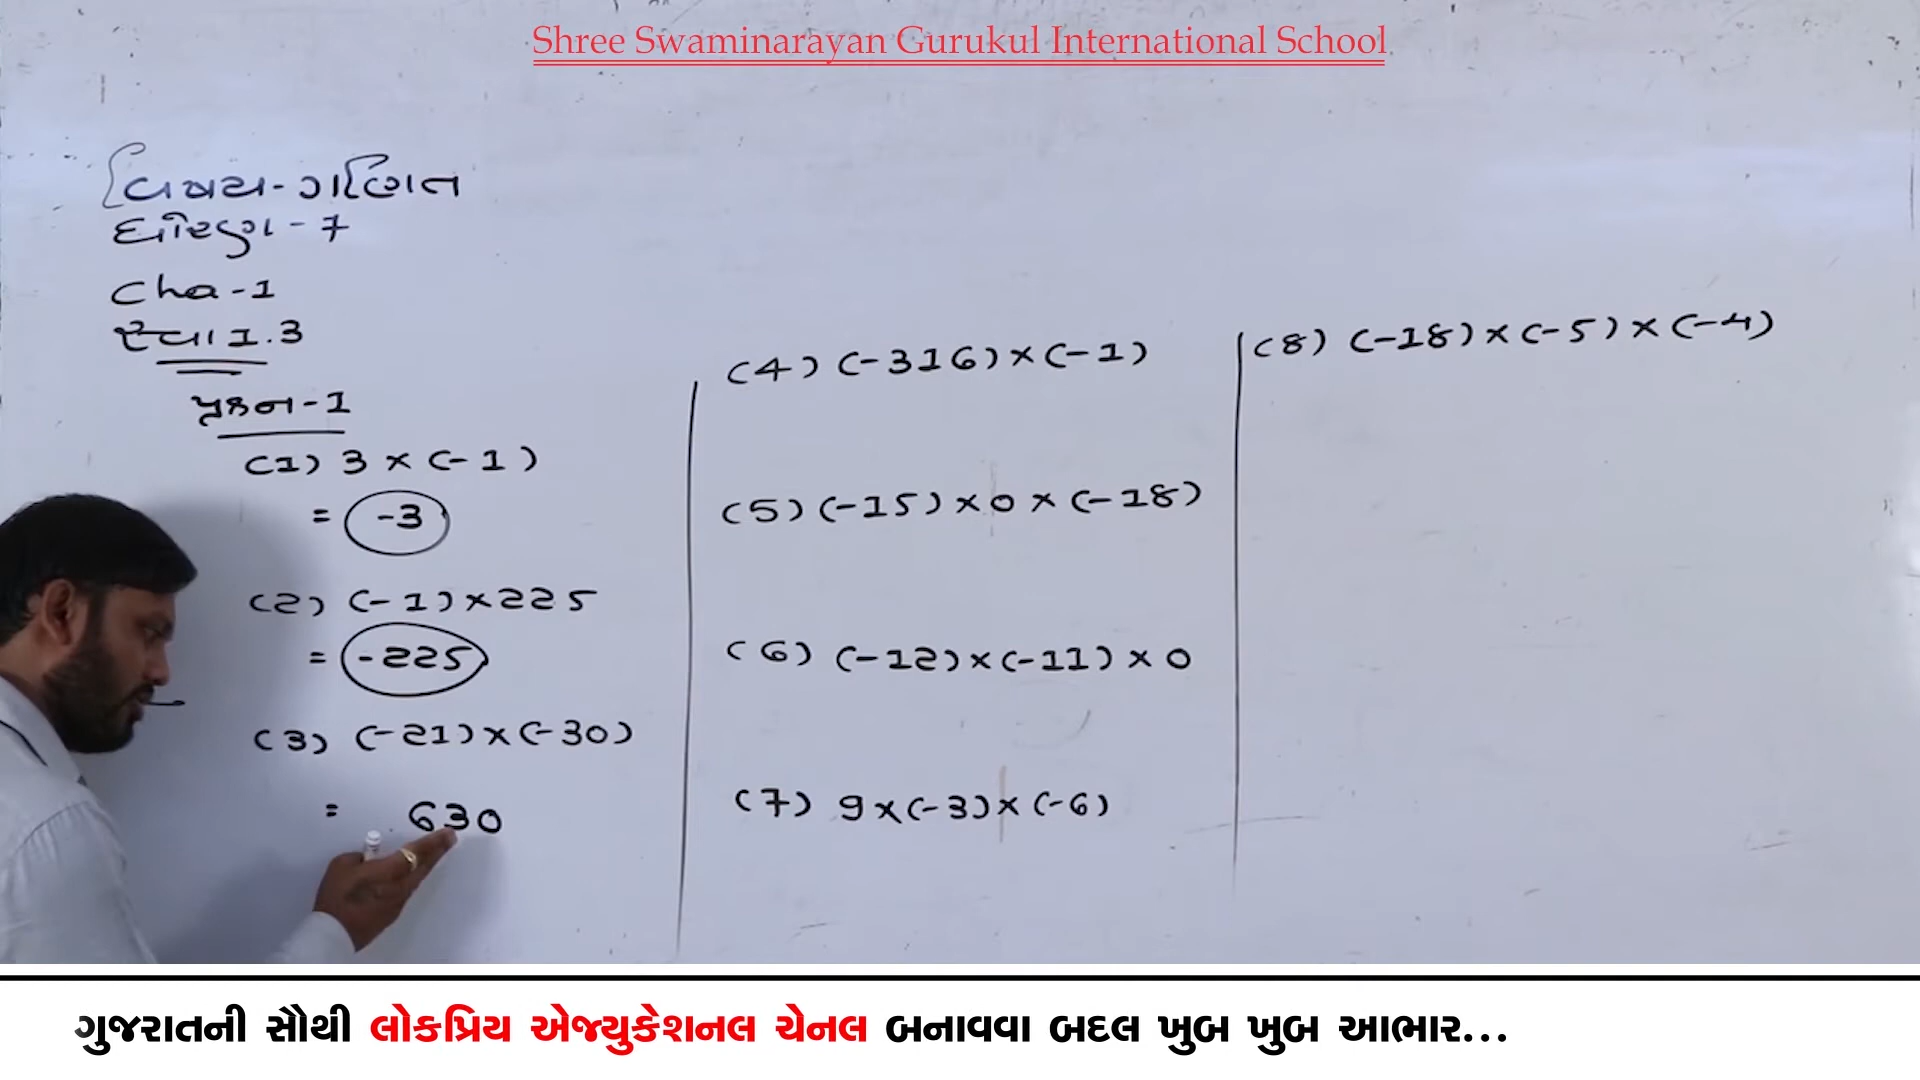 Shree Swaminarayan Gurukul International School
વિષય - ગણિત
ધોરણ - 7
Cha - 1
સ્વા 1.3
પ્રશ્ન - 1
(1) 3 × (-1)
= -3
(2) (-1) × 225
= -225
(3) (-21) × (-30)
= 630
(4) (-316) × (-1)
(5) (-15) × 0 × (-18)
(6) (-12) × (-11) × 0
(7) 9 × (-3) × (-6)
(8) (-18) × (-5) × (-4)
ગુજરાતની સૌથી લોકપ્રિય એજ્યુકેશનલ ચેનલ બનાવવા બદલ ખુબ ખુબ આભાર...